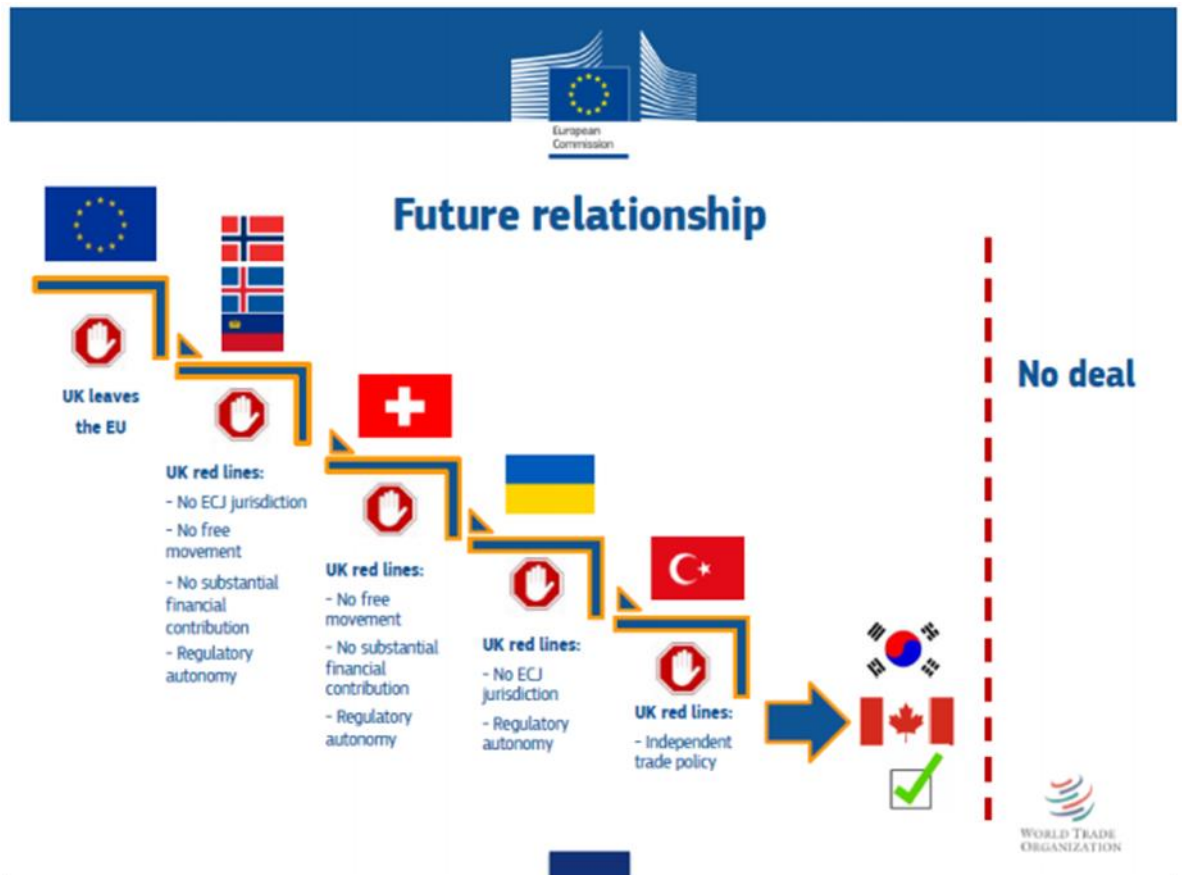 European
Commission
Future relationship
No deal
UK leaves
the EU
UK red lines:
- No ECJ jurisdiction
- No free
movement
- No substantial
financial
contribution
- Regulatory
autonomy
UK red lines:
- No free
movement
- No substantial
financial
contribution
- Regulatory
autonomy
UK red lines:
- No ECJ
jurisdiction
- Regulatory
autonomy
UK red lines:
- Independent
trade policy
WORLD TRADE
ORGANIZATION